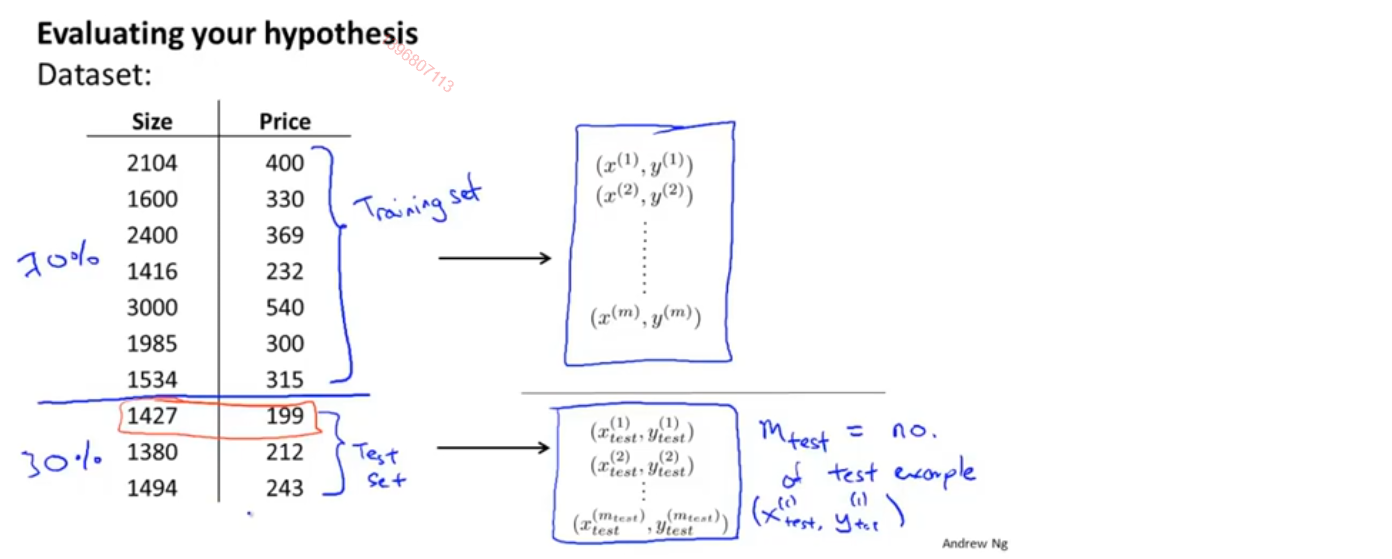 Evaluating your hypothesis
Dataset:
Size Price
2104 400
1600 330
2400 369
1416 232
3000 540
1985 300
1534 315
1427 199
1380 212
1494 243
70%
30%
Training set
Test
set
(x^{(1)}, y^{(1)})
(x^{(2)}, y^{(2)})
⋮
(x^{(m)}, y^{(m)})
(x_{test}^{(1)}, y_{test}^{(1)})
(x_{test}^{(2)}, y_{test}^{(2)})
⋮
(x_{test}^{(m_{test})}, y_{test}^{(m_{test})})
m_{test} = no.
of test example
(x_{test}^{(1)}, y_{test}^{(1)})
Andrew Ng